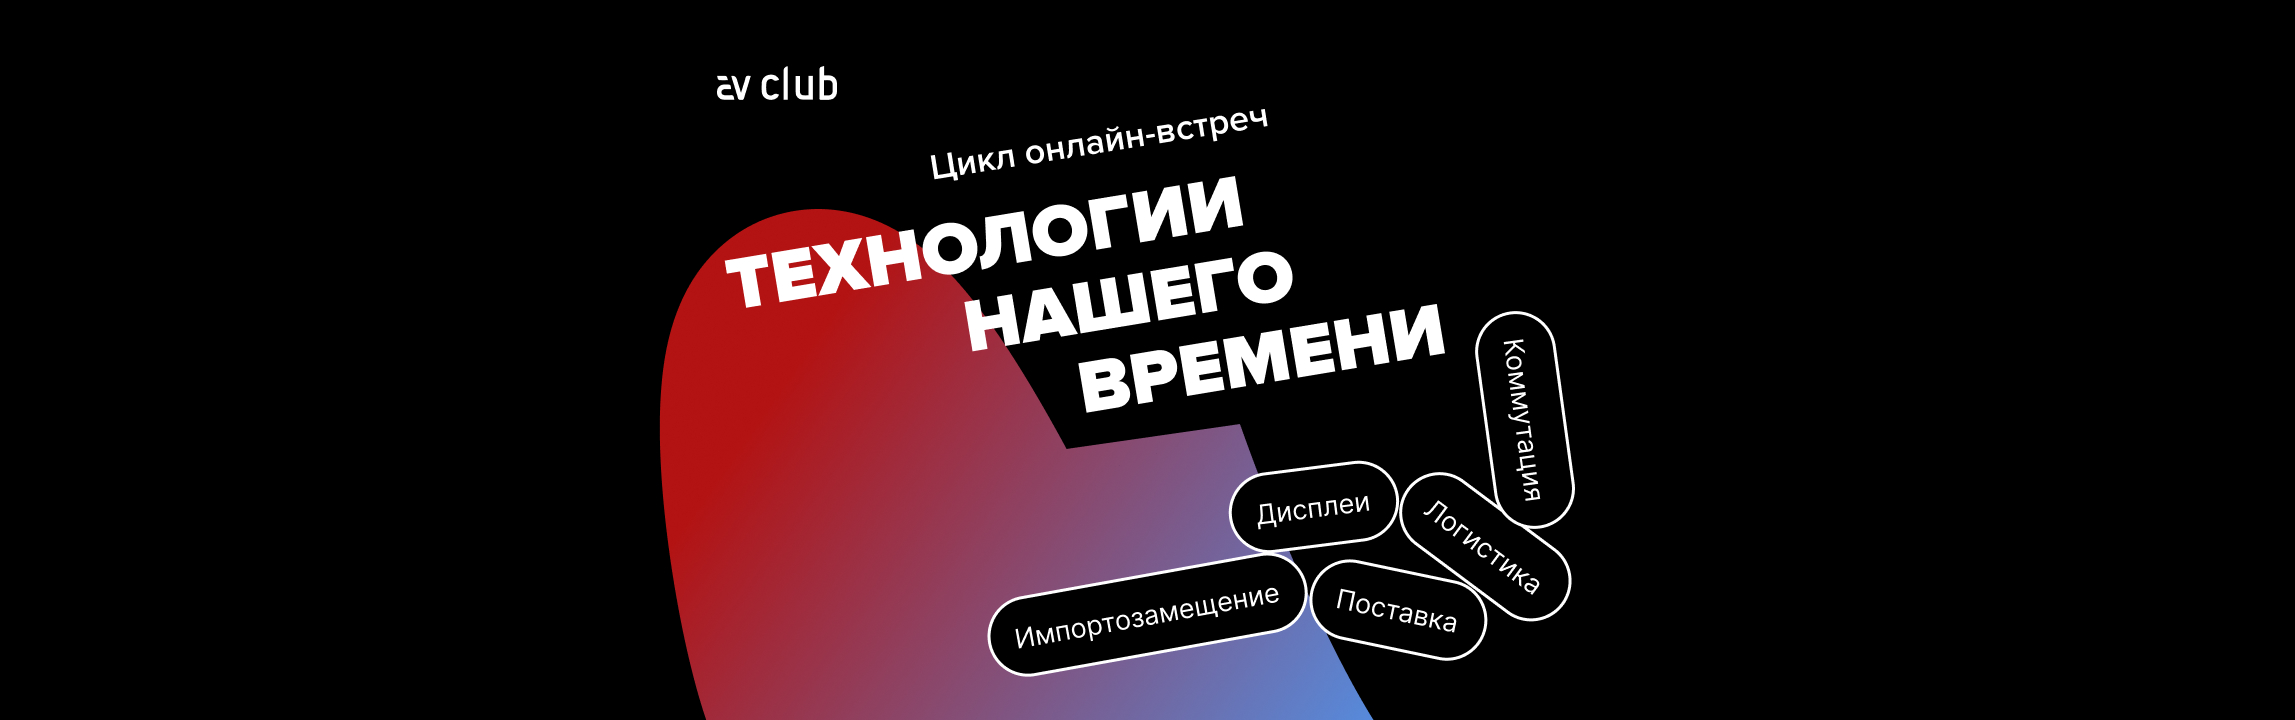 av club
Цикл онлайн-встреч
ТЕХНОЛОГИИ
НАШЕГО
ВРЕМЕНИ
Коммутация
Дисплеи
Логистика
Импортозамещение
Поставка